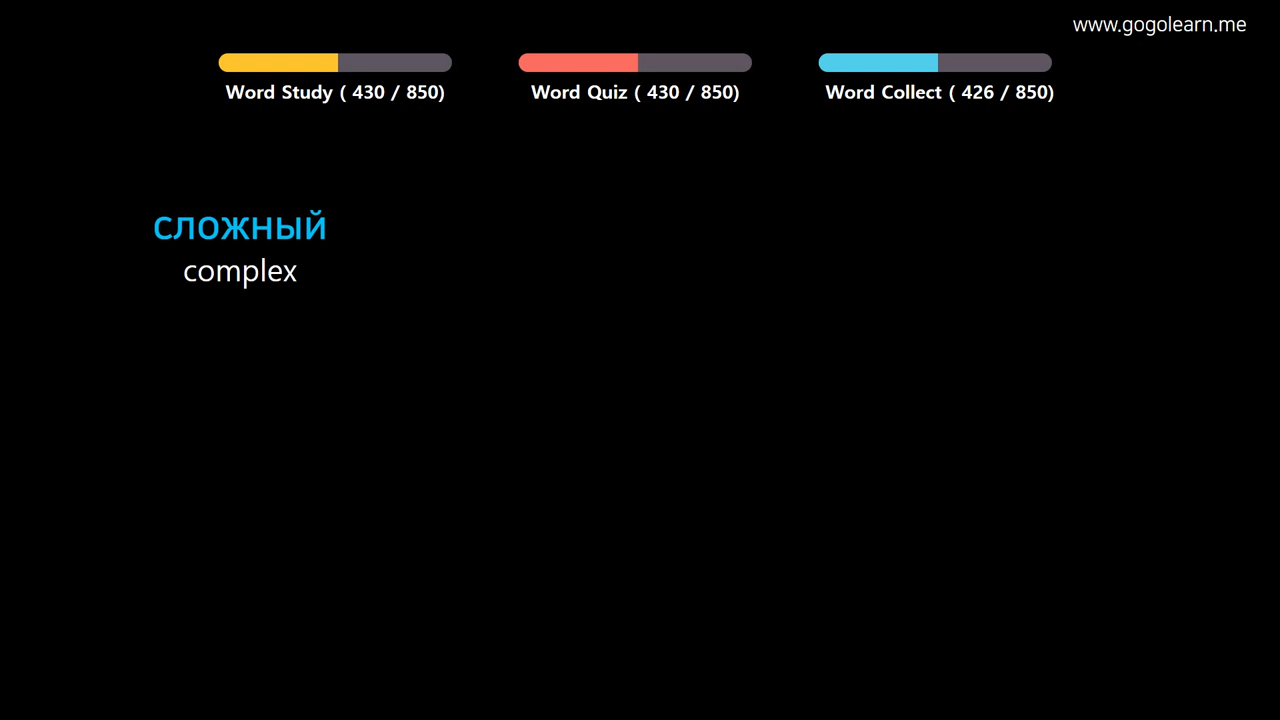 www.gogolearn.me
Word Study ( 430 / 850)
Word Quiz ( 430 / 850)
Word Collect ( 426 / 850)
сложный
complex